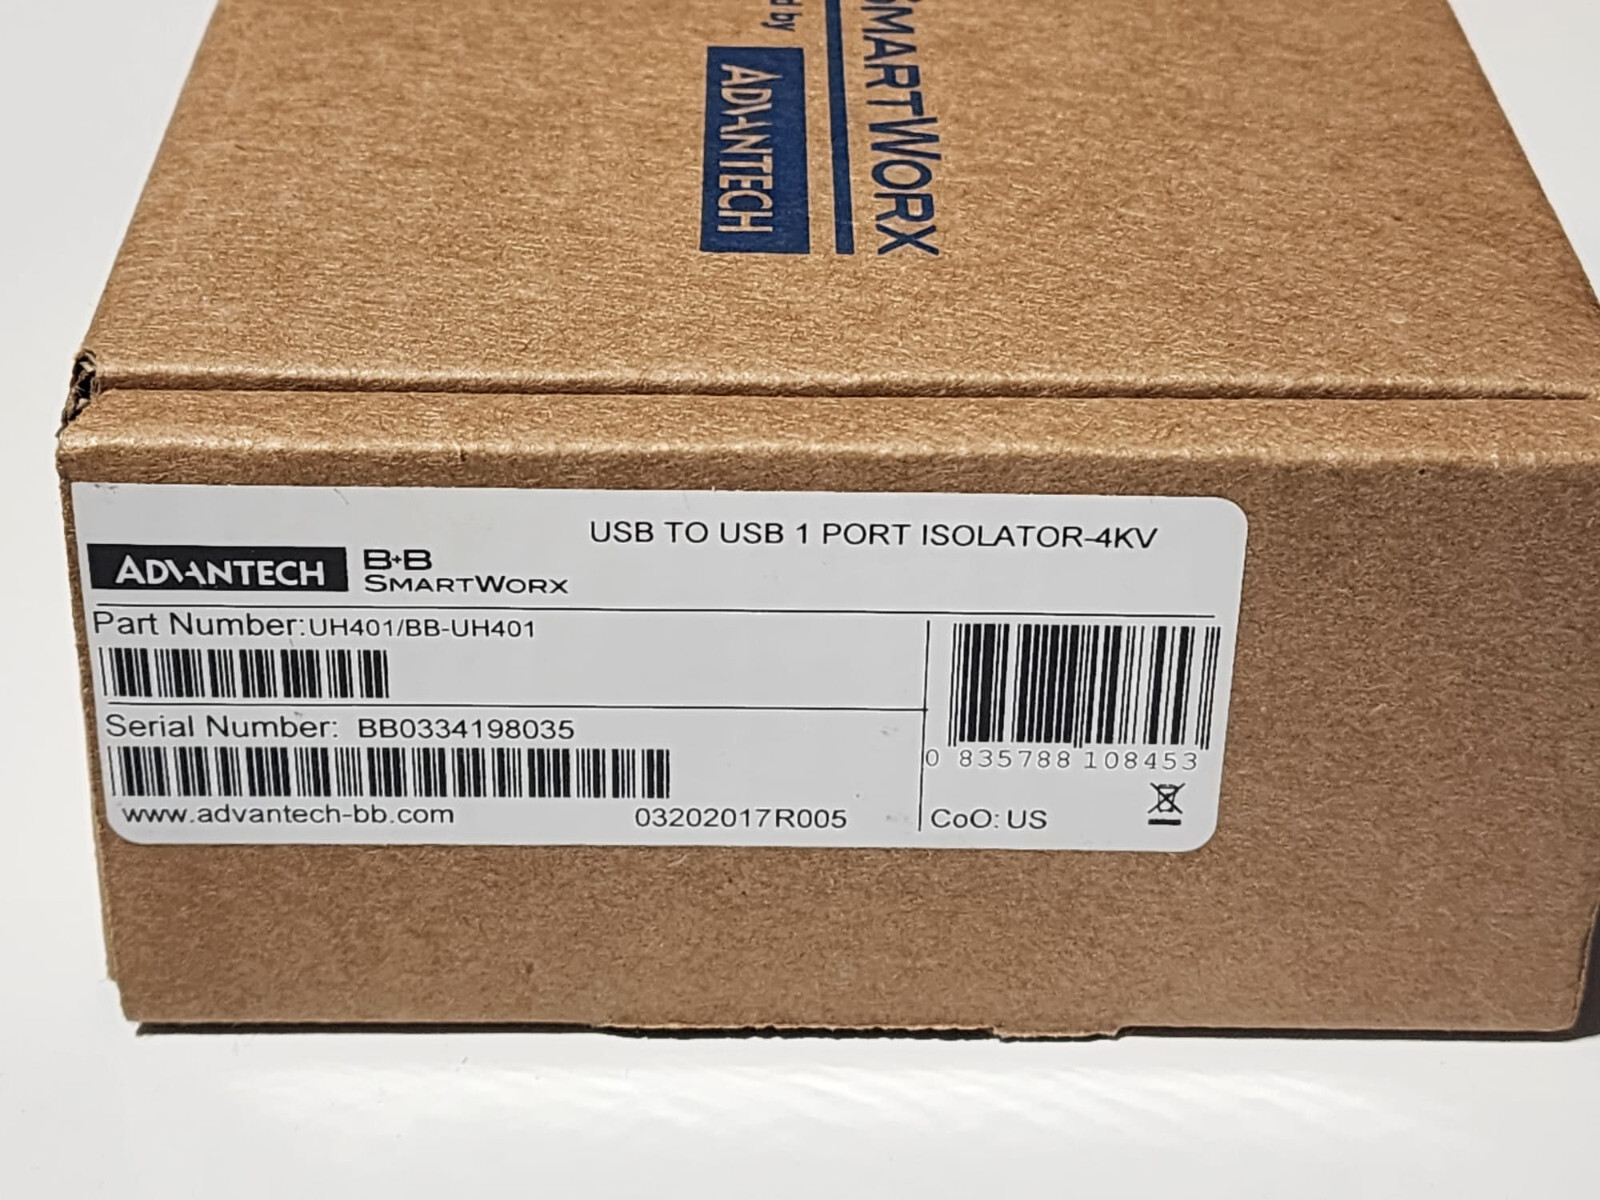 SMARTWORX
by
ADVANTECH
USB TO USB 1 PORT ISOLATOR-4KV
ADVANTECH
B+B
SMARTWORX
Part Number:UH401/BB-UH401
Serial Number: BB0334198035
0 835788 108453
www.advantech-bb.com
03202017R005
CoO: US